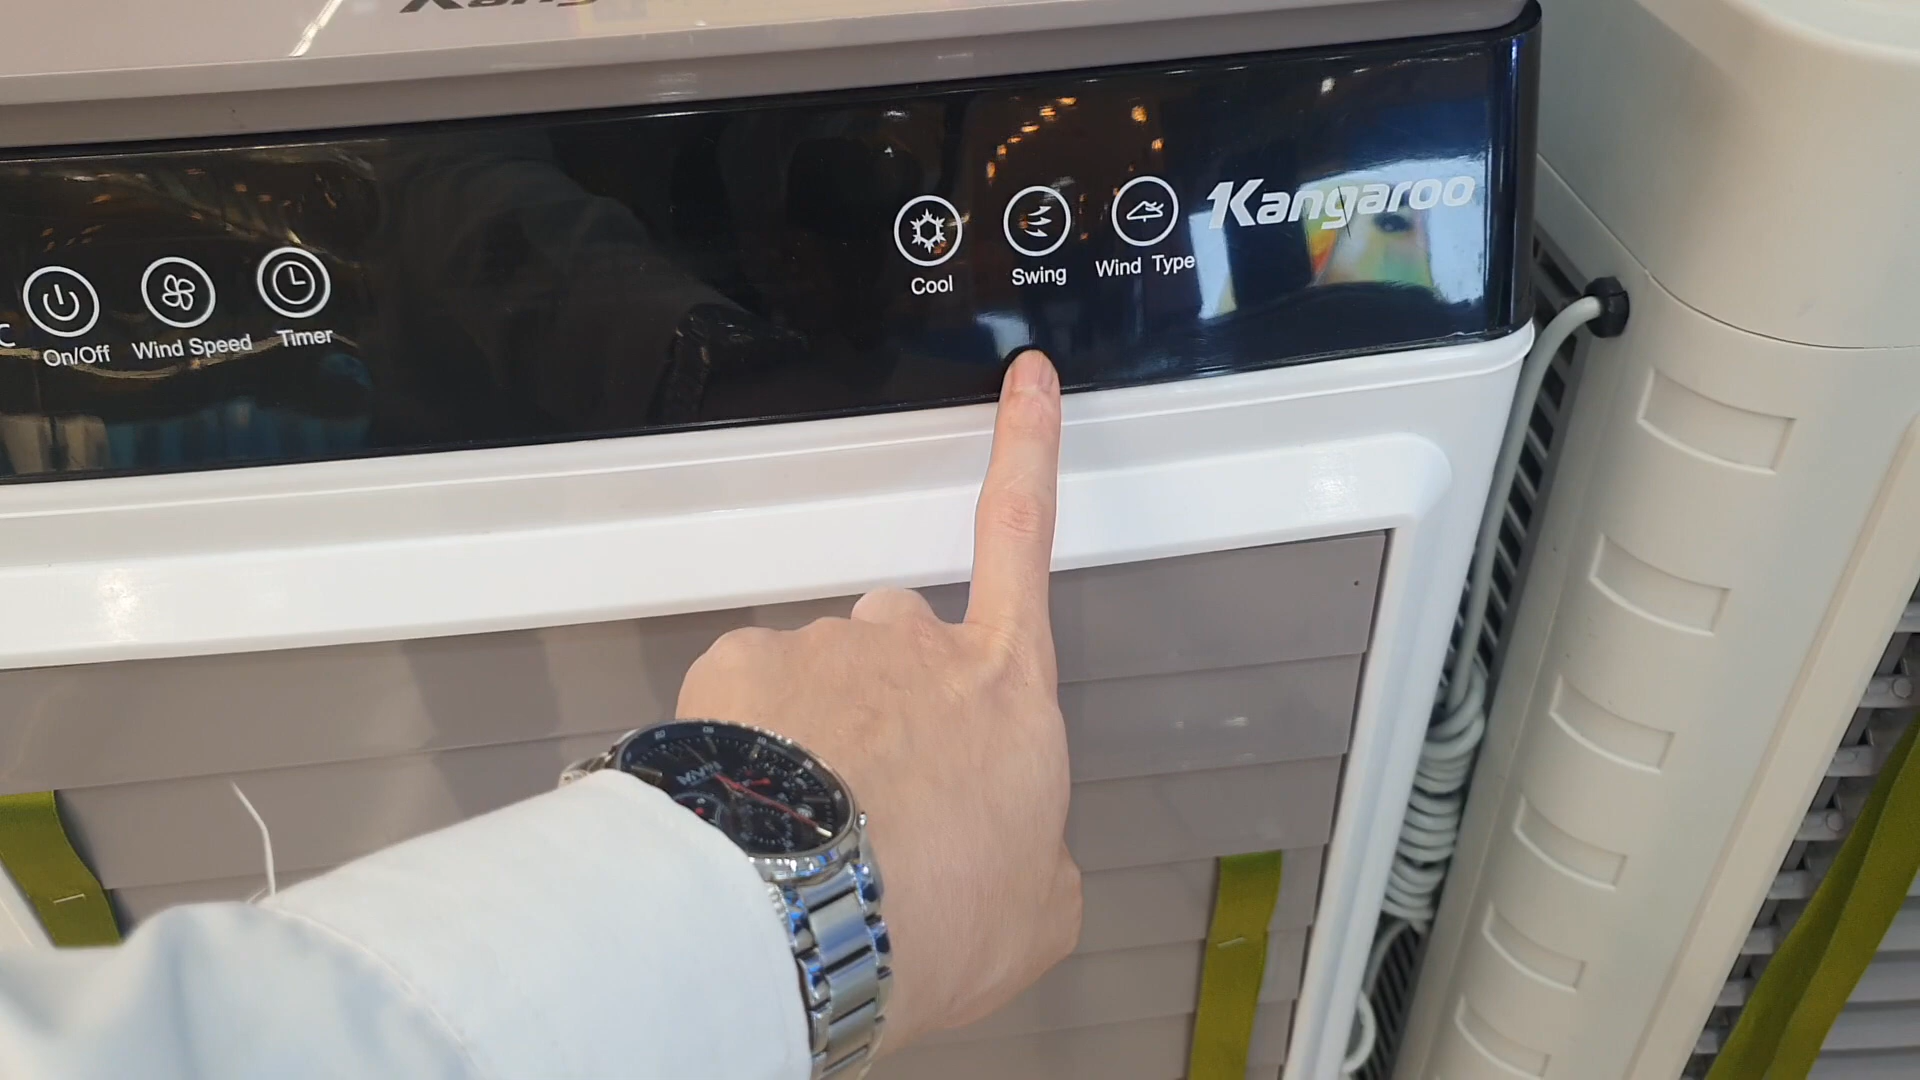 C
On/Off
Wind Speed
Timer
Cool
Swing
Wind Type
Kangaroo